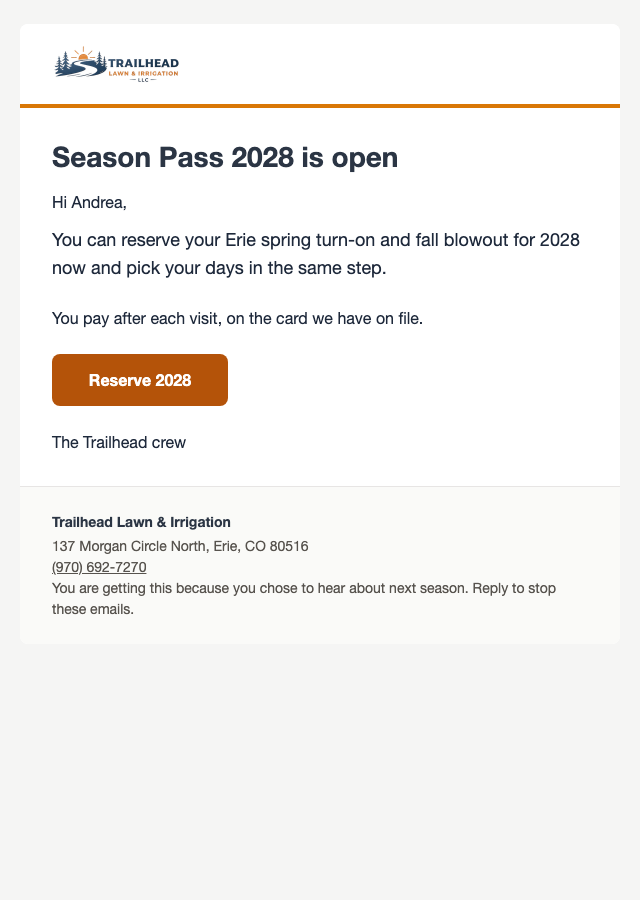 TRAILHEAD
LAWN & IRRIGATION
— LLC —
Season Pass 2028 is open
Hi Andrea,
You can reserve your Erie spring turn-on and fall blowout for 2028
now and pick your days in the same step.
You pay after each visit, on the card we have on file.
Reserve 2028
The Trailhead crew
Trailhead Lawn & Irrigation
137 Morgan Circle North, Erie, CO 80516
(970) 692-7270
You are getting this because you chose to hear about next season. Reply to stop
these emails.